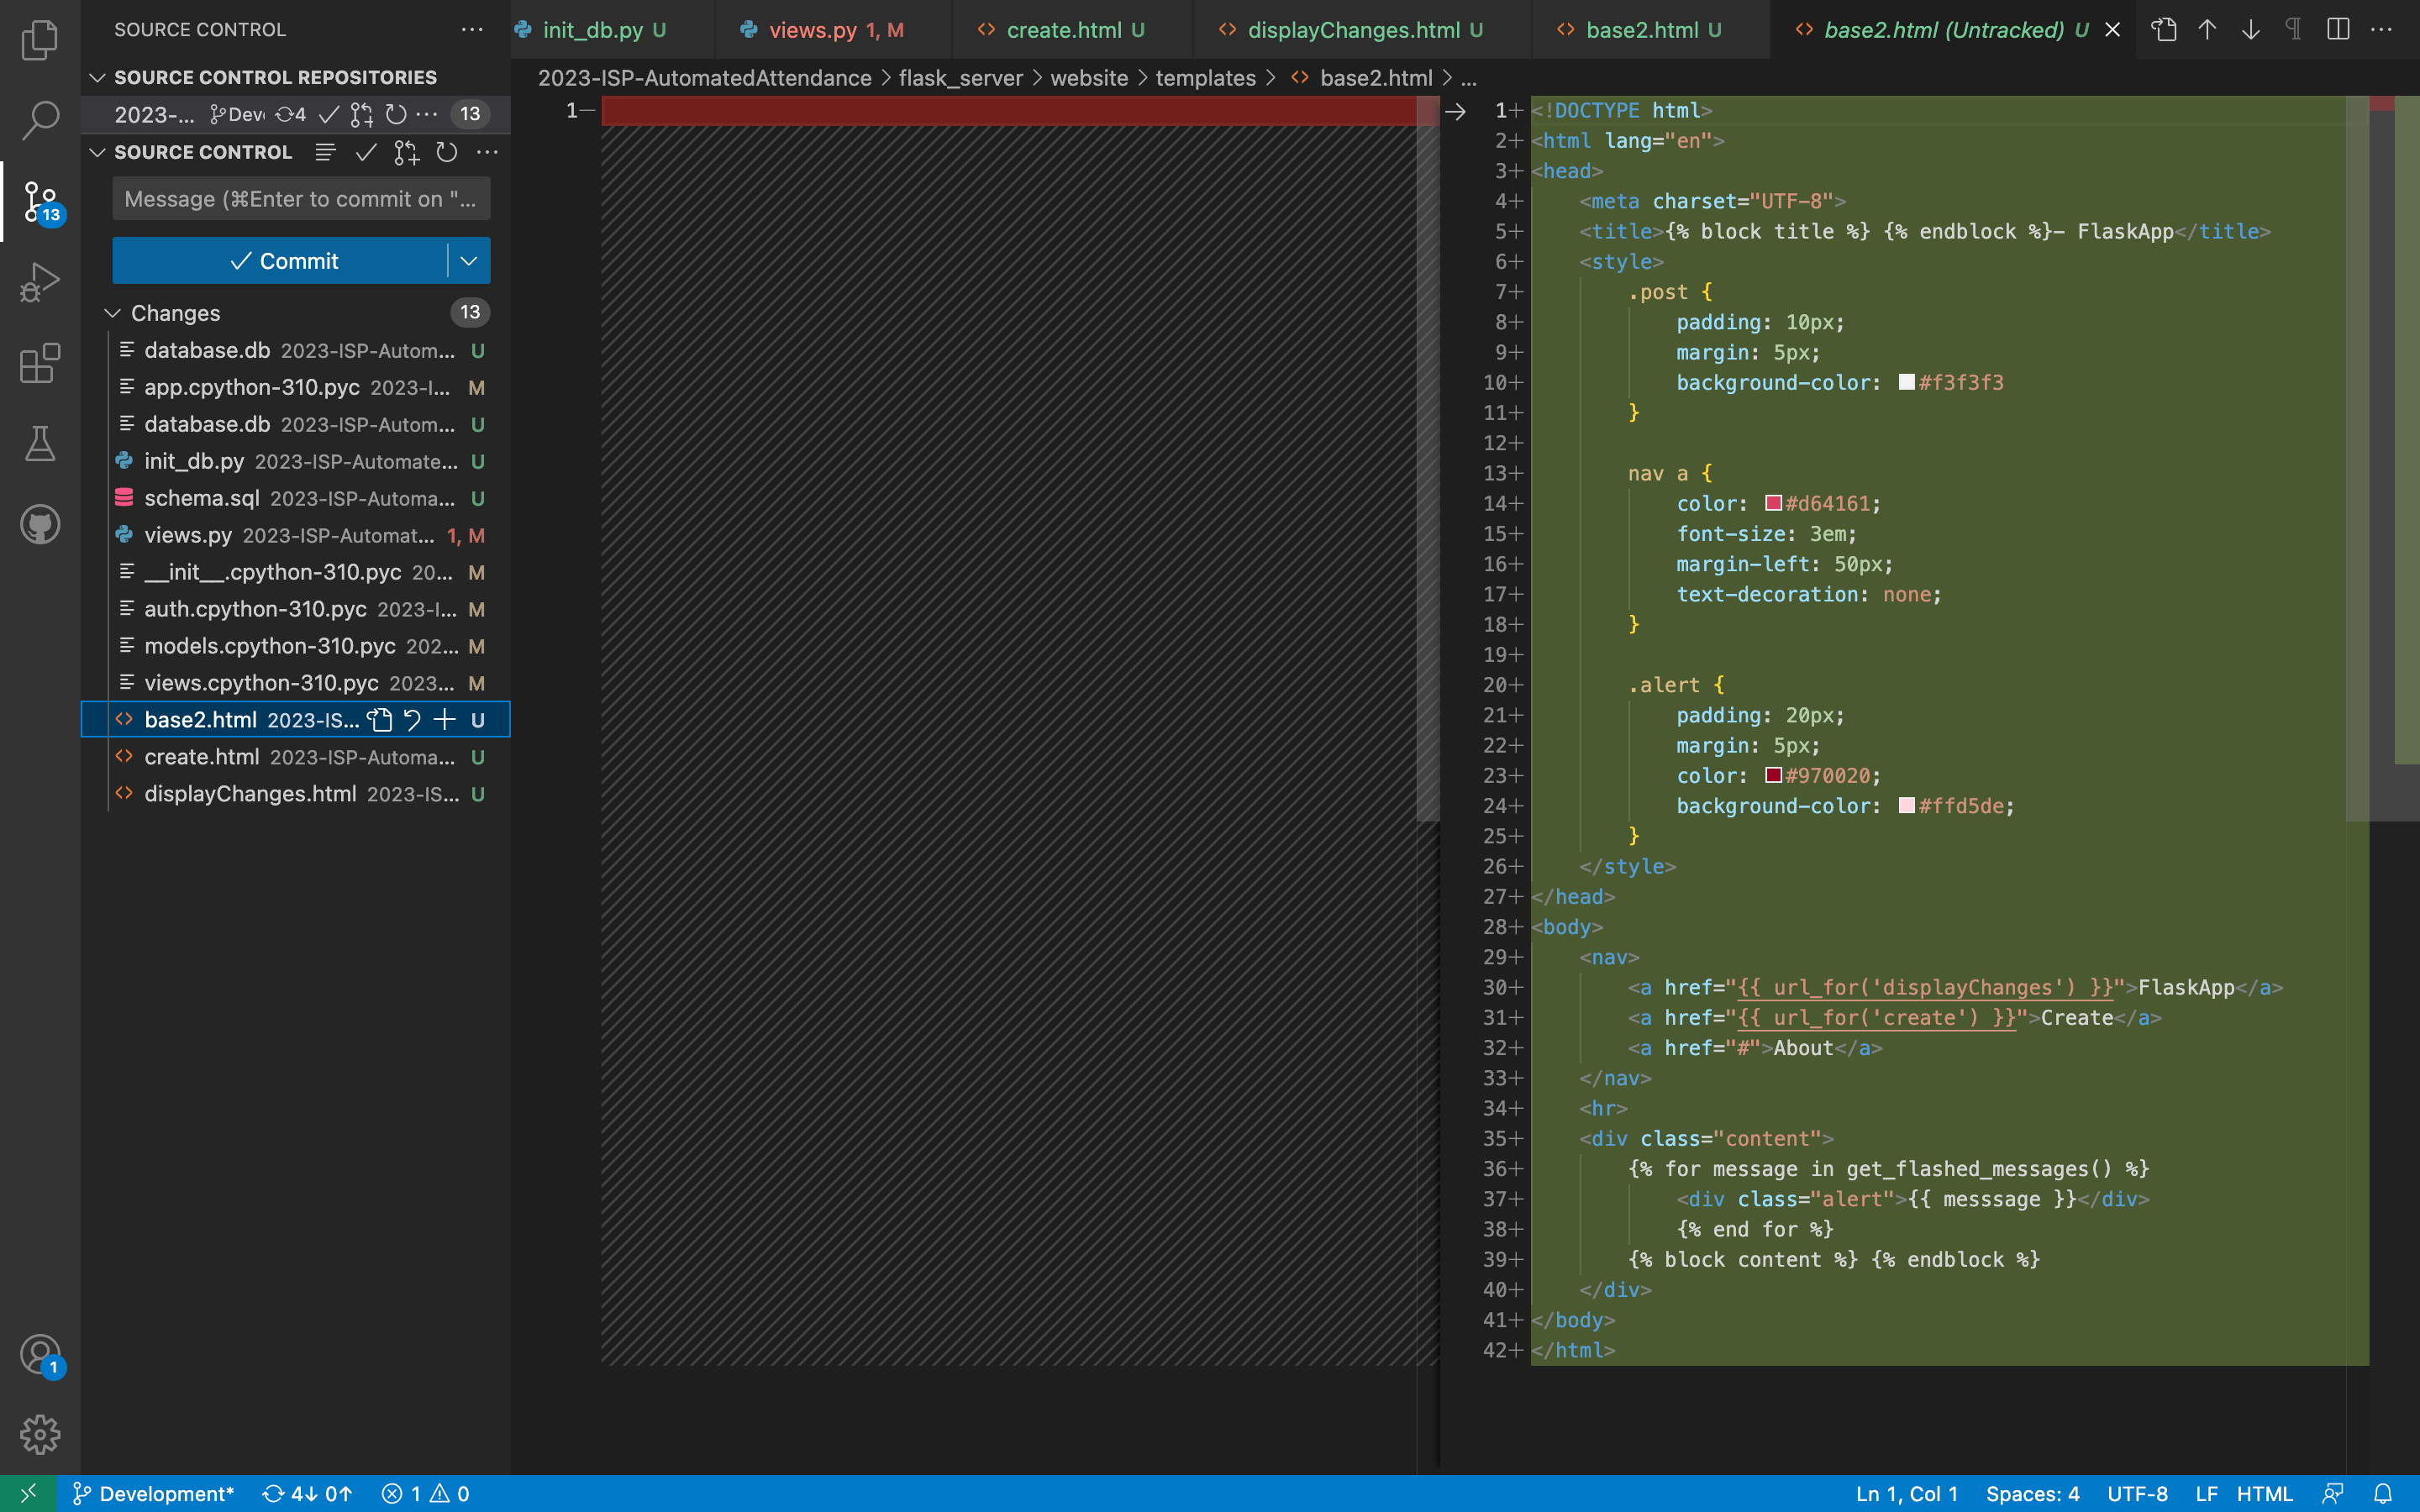 SOURCE CONTROL
SOURCE CONTROL REPOSITORIES
2023-... Dev 4 ... 13
SOURCE CONTROL
Message (⌘Enter to commit on "...
Commit
Changes 13
database.db 2023-ISP-Autom... U
app.cpython-310.pyc 2023-I... M
database.db 2023-ISP-Autom... U
init_db.py 2023-ISP-Automate... U
schema.sql 2023-ISP-Automa... U
views.py 2023-ISP-Automat... 1, M
__init__.cpython-310.pyc 20... M
auth.cpython-310.pyc 2023-I... M
models.cpython-310.pyc 202... M
views.cpython-310.pyc 2023... M
base2.html 2023-IS... U
create.html 2023-ISP-Automa... U
displayChanges.html 2023-IS... U
13
1
init_db.py U
views.py 1, M
create.html U
displayChanges.html U
base2.html U
base2.html (Untracked) U
2023-ISP-AutomatedAttendance > flask_server > website > templates > base2.html > ...
1−
1+ <!DOCTYPE html>
2+ <html lang="en">
3+ <head>
4+ <meta charset="UTF-8">
5+ <title>{% block title %} {% endblock %}- FlaskApp</title>
6+ <style>
7+ .post {
8+ padding: 10px;
9+ margin: 5px;
10+ background-color: #f3f3f3
11+ }
12+
13+ nav a {
14+ color: #d64161;
15+ font-size: 3em;
16+ margin-left: 50px;
17+ text-decoration: none;
18+ }
19+
20+ .alert {
21+ padding: 20px;
22+ margin: 5px;
23+ color: #970020;
24+ background-color: #ffd5de;
25+ }
26+ </style>
27+ </head>
28+ <body>
29+ <nav>
30+ <a href="{{ url_for('displayChanges') }}">FlaskApp</a>
31+ <a href="{{ url_for('create') }}">Create</a>
32+ <a href="#">About</a>
33+ </nav>
34+ <hr>
35+ <div class="content">
36+ {% for message in get_flashed_messages() %}
37+ <div class="alert">{{ messsage }}</div>
38+ {% end for %}
39+ {% block content %} {% endblock %}
40+ </div>
41+ </body>
42+ </html>
Development* 4↓ 0↑ 1 0
Ln 1, Col 1 Spaces: 4 UTF-8 LF HTML